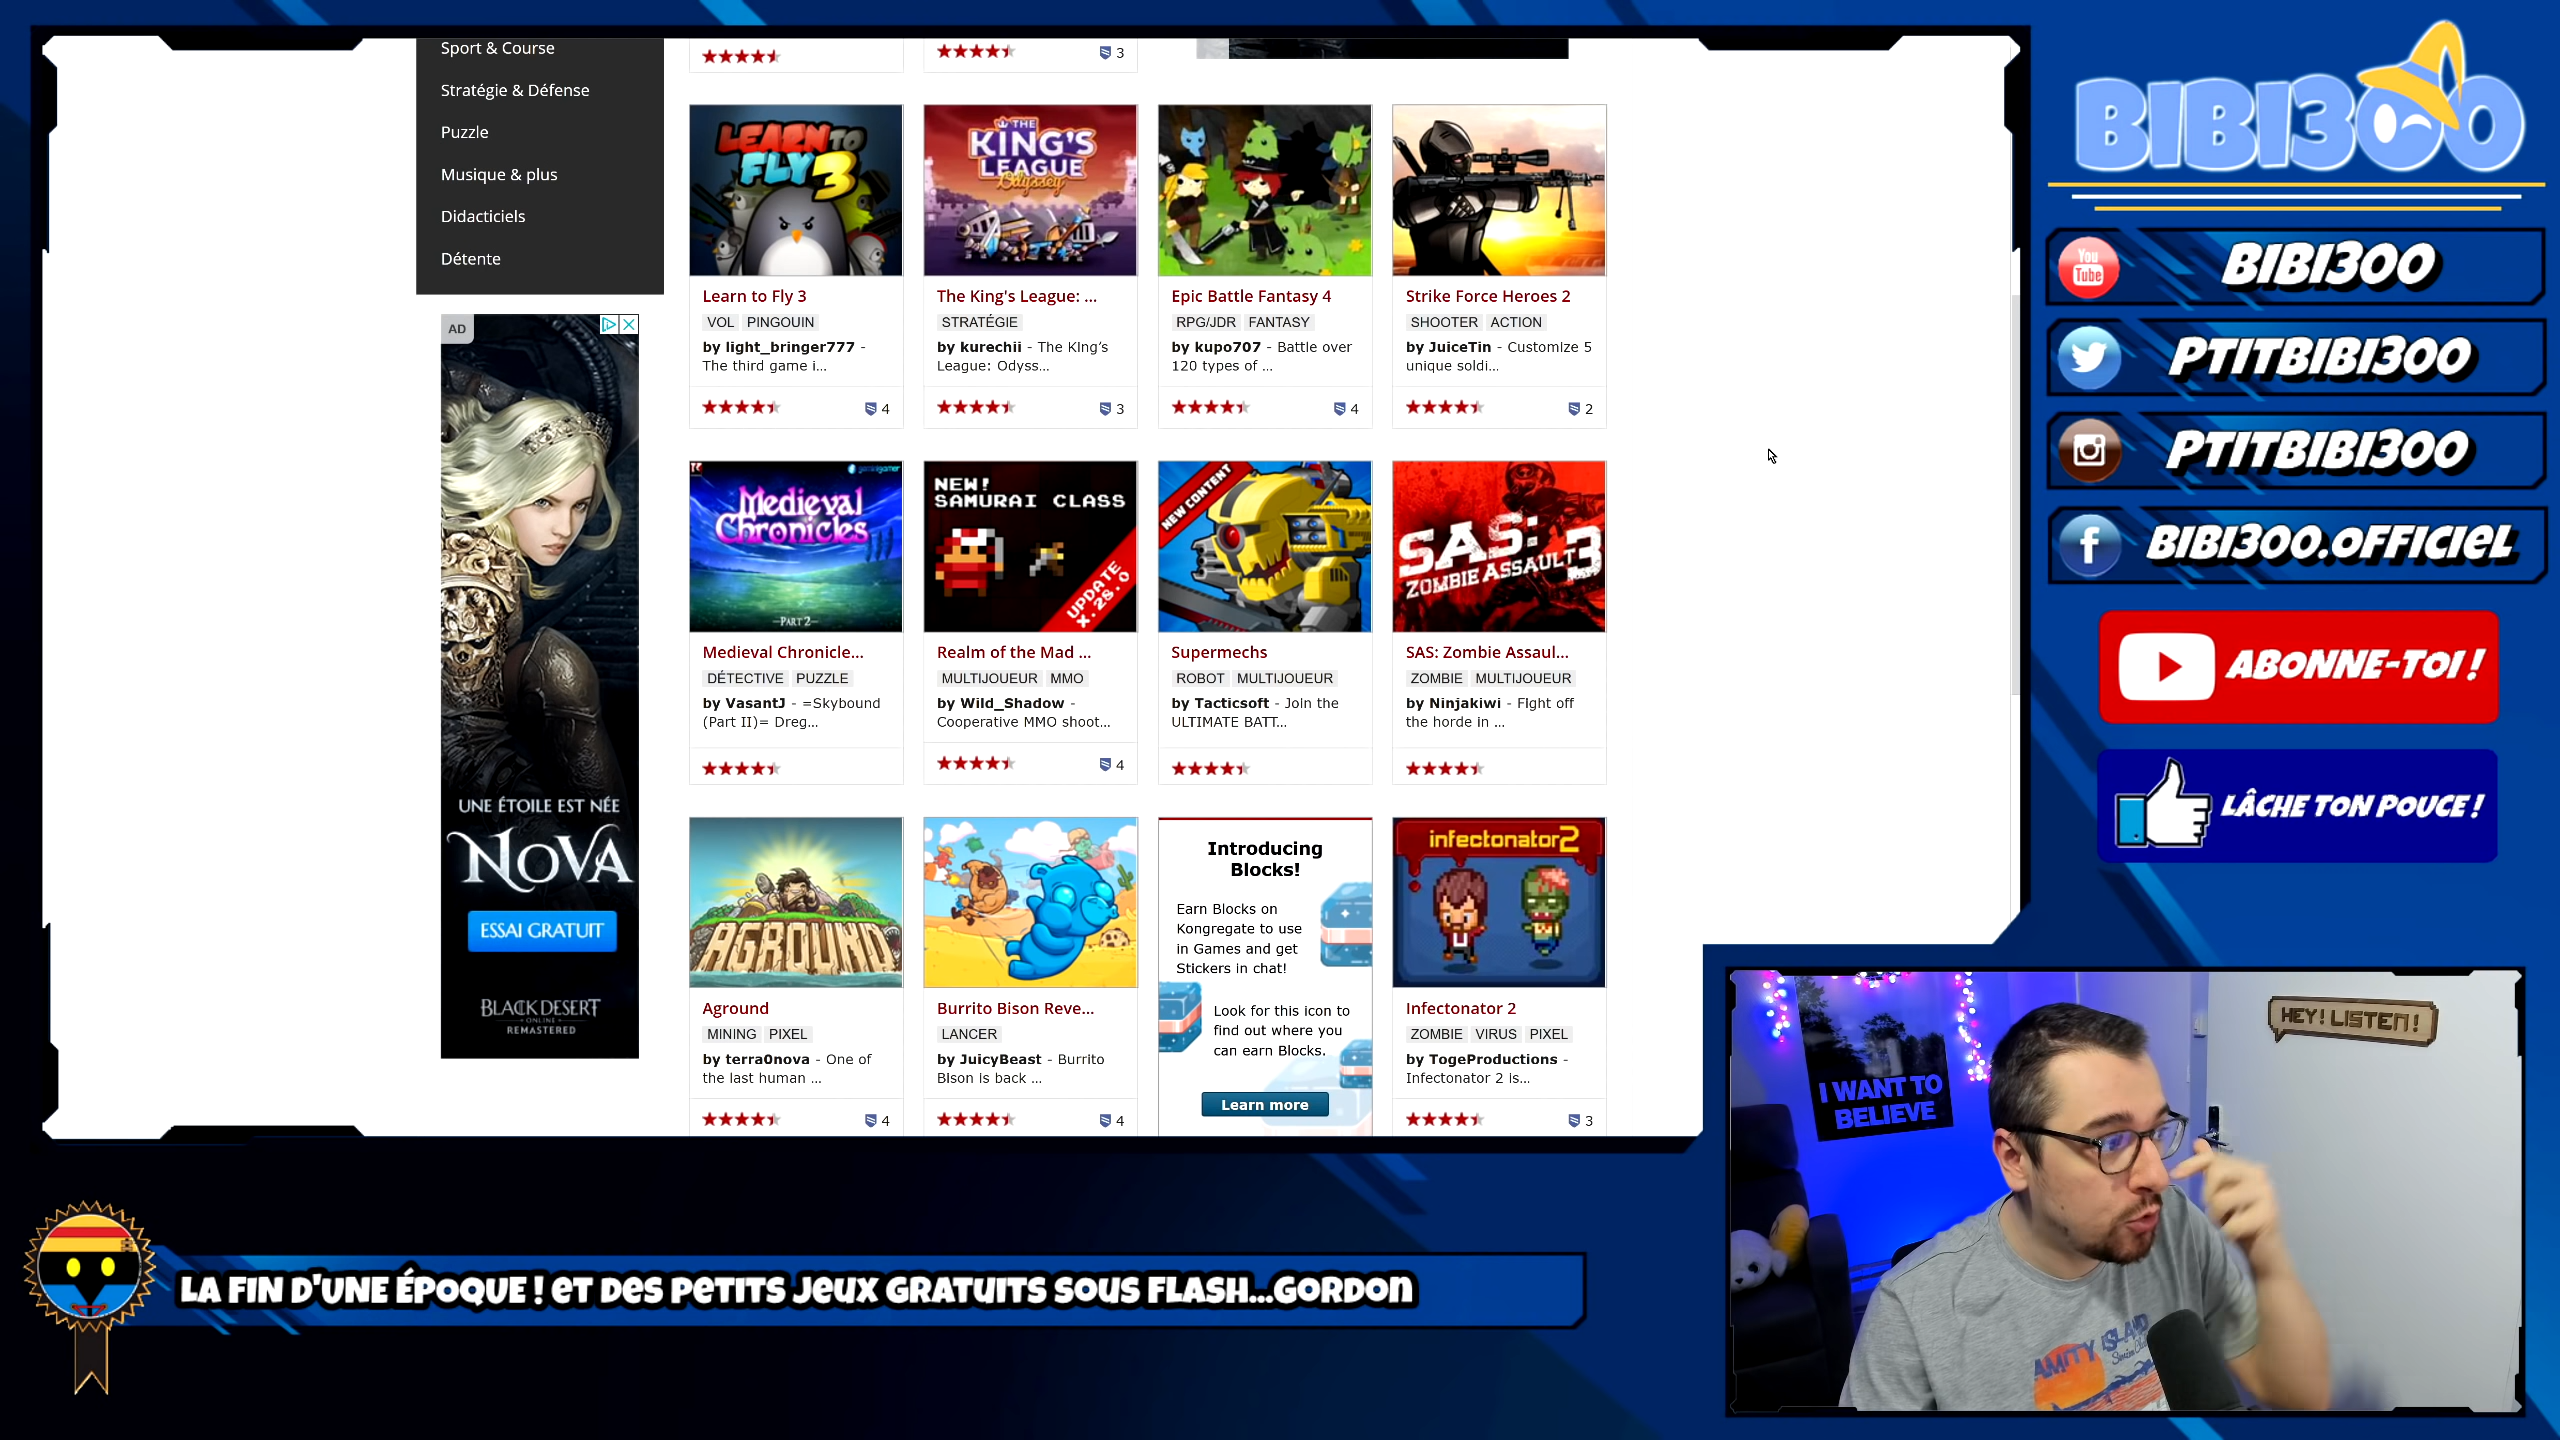 Sport & Course
Stratégie & Défense
Puzzle
Musique & plus
Didacticiels
Détente
3
LEARN TO
FLY 3
THE
KING'S
LEAGUE
Odyssey
Learn to Fly 3
VOL PINGOUIN
by light_bringer777 -
The third game i...
4
The King's League: ...
STRATÉGIE
by kurechii - The King's
League: Odyss...
3
Epic Battle Fantasy 4
RPG/JDR FANTASY
by kupo707 - Battle over
120 types of ...
4
Strike Force Heroes 2
SHOOTER ACTION
by JuiceTin - Customize 5
unique soldi...
2
Medieval
Chronicles
—PART 2—
NEW!
SAMURAI CLASS
UPDATE
X.28.0
NEW CONTENT
SAS:
ZOMBIE ASSAULT 3
Medieval Chronicle...
DÉTECTIVE PUZZLE
by VasantJ - =Skybound
(Part II)= Dreg...
Realm of the Mad ...
MULTIJOUEUR MMO
by Wild_Shadow -
Cooperative MMO shoot...
4
Supermechs
ROBOT MULTIJOUEUR
by Tacticsoft - Join the
ULTIMATE BATT...
SAS: Zombie Assaul...
ZOMBIE MULTIJOUEUR
by Ninjakiwi - Fight off
the horde in ...
AGROUND
Aground
MINING PIXEL
by terra0nova - One of
the last human ...
4
Burrito Bison Reve...
LANCER
by JuicyBeast - Burrito
Bison is back ...
4
Introducing
Blocks!
Earn Blocks on
Kongregate to use
in Games and get
Stickers in chat!
Look for this icon to
find out where you
can earn Blocks.
Learn more
infectonator2
Infectonator 2
ZOMBIE VIRUS PIXEL
by TogeProductions -
Infectonator 2 is...
3
AD
UNE ÉTOILE EST NÉE
NOVA
ESSAI GRATUIT
BLACK DESERT
ONLINE
REMASTERED
BIBI300
You
Tube
BIBI300
PTITBIBI300
PTITBIBI300
f
BIBI300.OFFICIEL
ABONNE-TOI !
LÂCHE TON POUCE !
I WANT TO
BELIEVE
HEY! LISTEN!
AMITY ISLAND
LA FIN D'UNE ÉPOQUE ! ET DES PETITS JEUX GRATUITS SOUS FLASH...GORDON